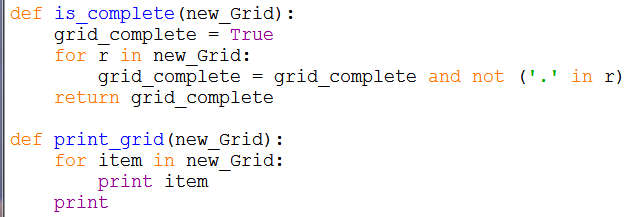 def is_complete(new_Grid):
    grid_complete = True
    for r in new_Grid:
        grid_complete = grid_complete and not ('.' in r)
    return grid_complete

def print_grid(new_Grid):
    for item in new_Grid:
        print item
    print